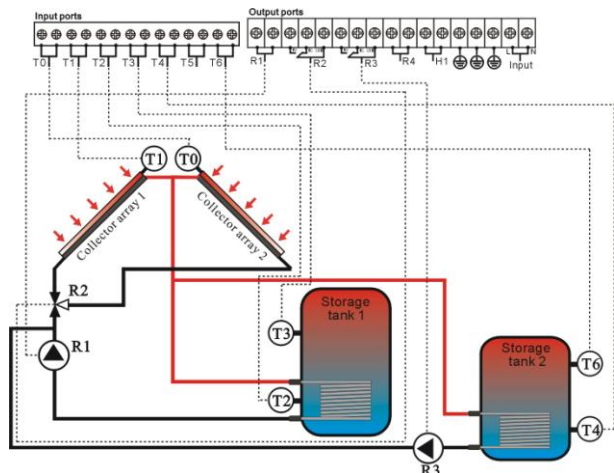 Input ports
Output ports
T0 T1 T2 T3 T4 T5 T6
R1 R2 R3 R4 H1 L N
Input
T1 T0
Collector array 1
Collector array 2
R2
R1
Storage
tank 1
T3
T2
Storage
tank 2
T6
T4
R3